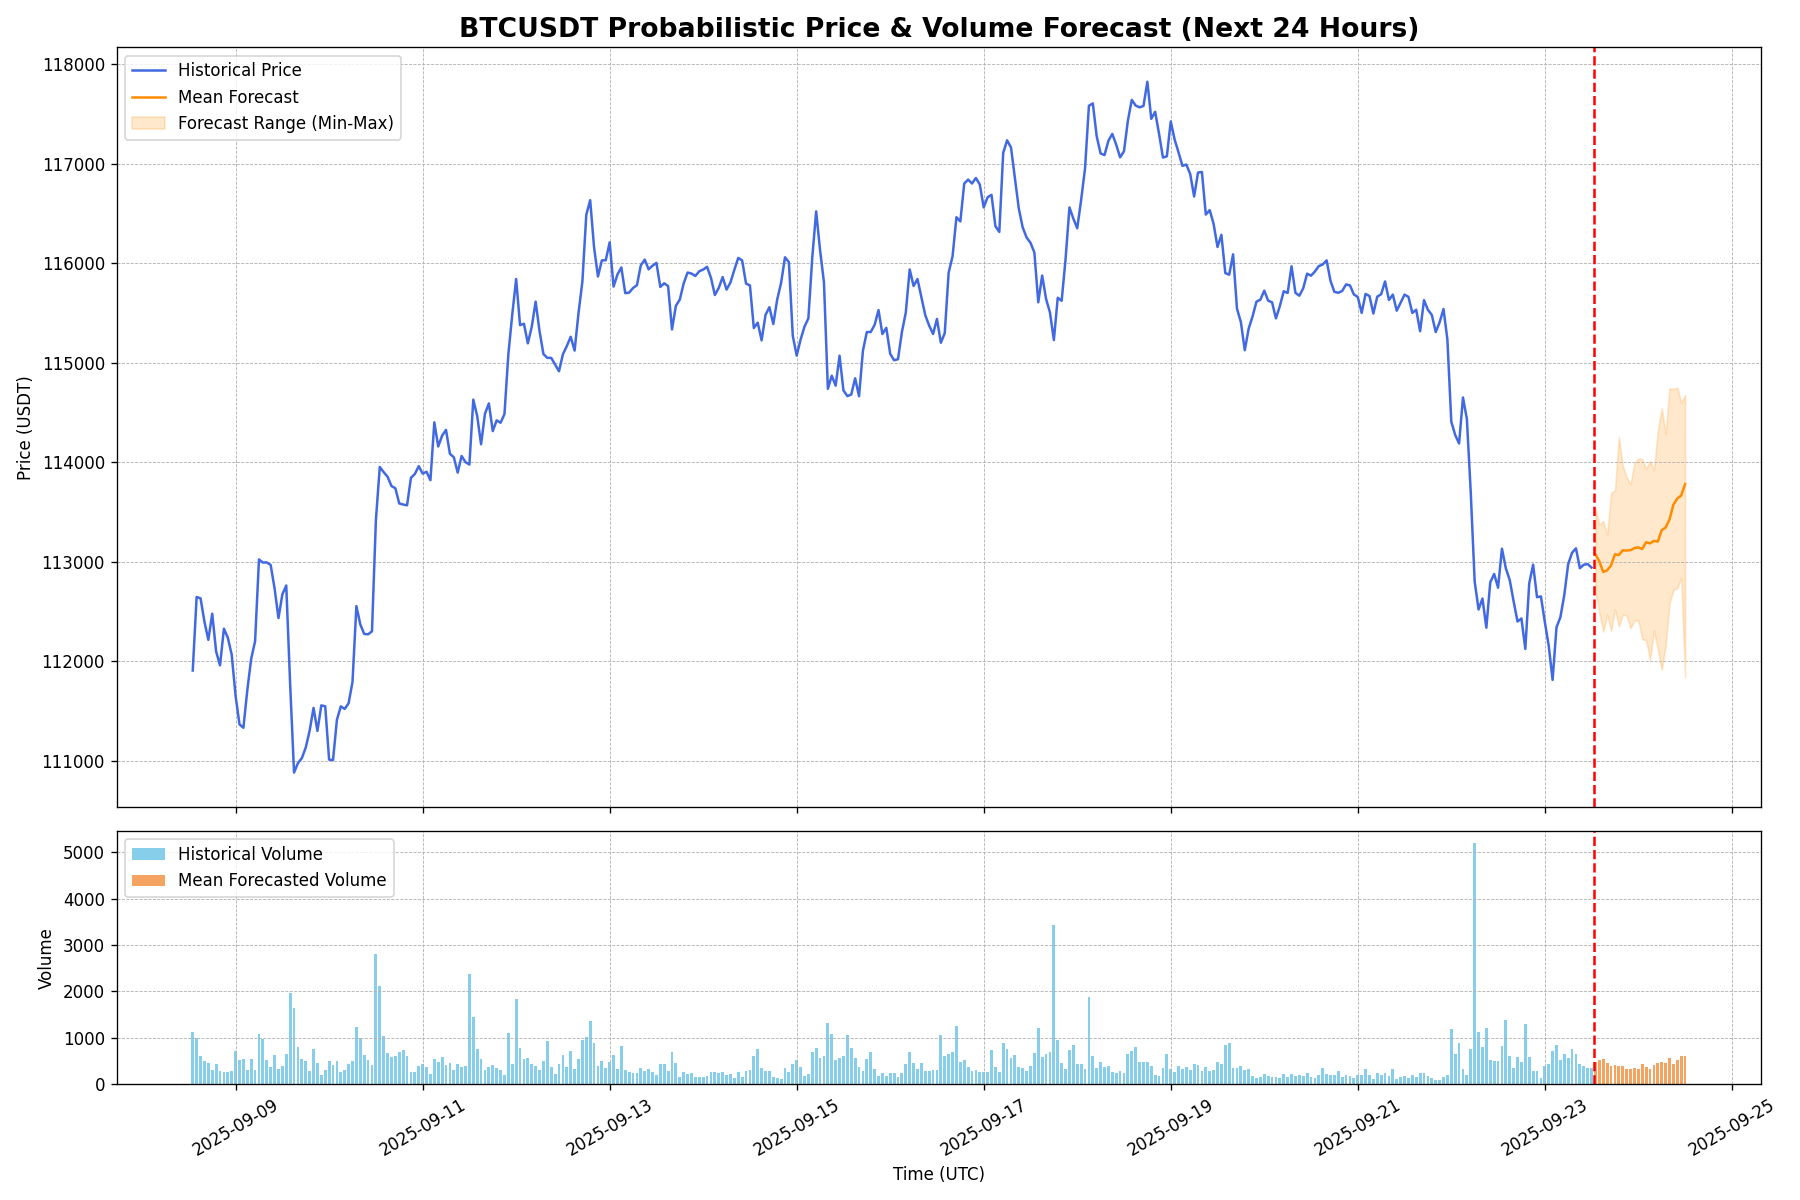 BTCUSDT Probabilistic Price & Volume Forecast (Next 24 Hours)
Historical Price
Mean Forecast
Forecast Range (Min-Max)
Price (USDT)
118000
117000
116000
115000
114000
113000
112000
111000
Historical Volume
Mean Forecasted Volume
Volume
5000
4000
3000
2000
1000
0
2025-09-09
2025-09-11
2025-09-13
2025-09-15
2025-09-17
2025-09-19
2025-09-21
2025-09-23
2025-09-25
Time (UTC)